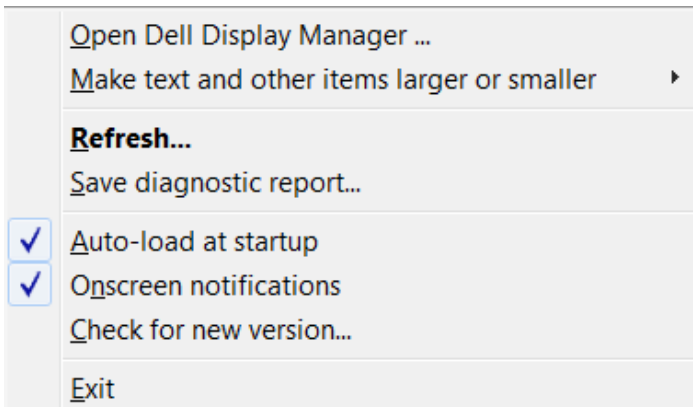 Open Dell Display Manager ...
Make text and other items larger or smaller
Refresh...
Save diagnostic report...
Auto-load at startup
Onscreen notifications
Check for new version...
Exit